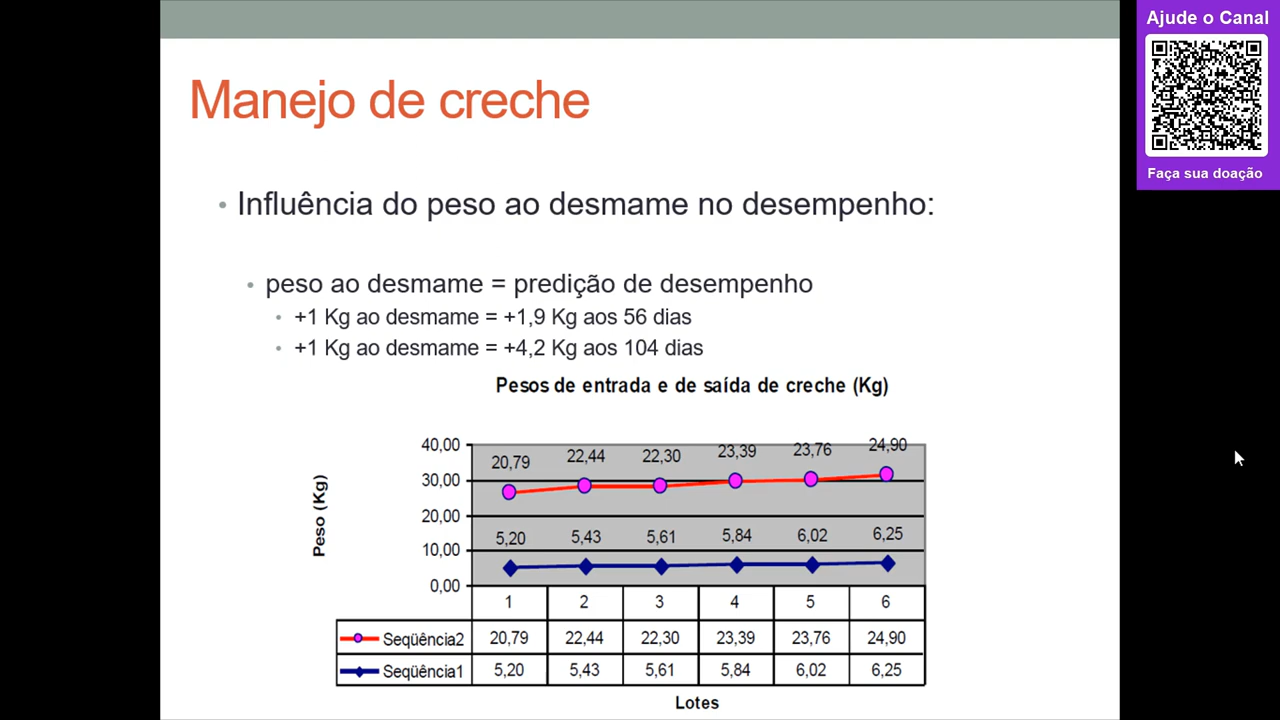 Ajude o Canal
Faça sua doação
Manejo de creche
• Influência do peso ao desmame no desempenho:
• peso ao desmame = predição de desempenho
• +1 Kg ao desmame = +1,9 Kg aos 56 dias
• +1 Kg ao desmame = +4,2 Kg aos 104 dias
Pesos de entrada e de saída de creche (Kg)
Peso (Kg)
40,00
30,00
20,00
10,00
0,00
20,79 22,44 22,30 23,39 23,76 24,90
5,20 5,43 5,61 5,84 6,02 6,25
1 2 3 4 5 6
Seqüência2 20,79 22,44 22,30 23,39 23,76 24,90
Seqüência1 5,20 5,43 5,61 5,84 6,02 6,25
Lotes